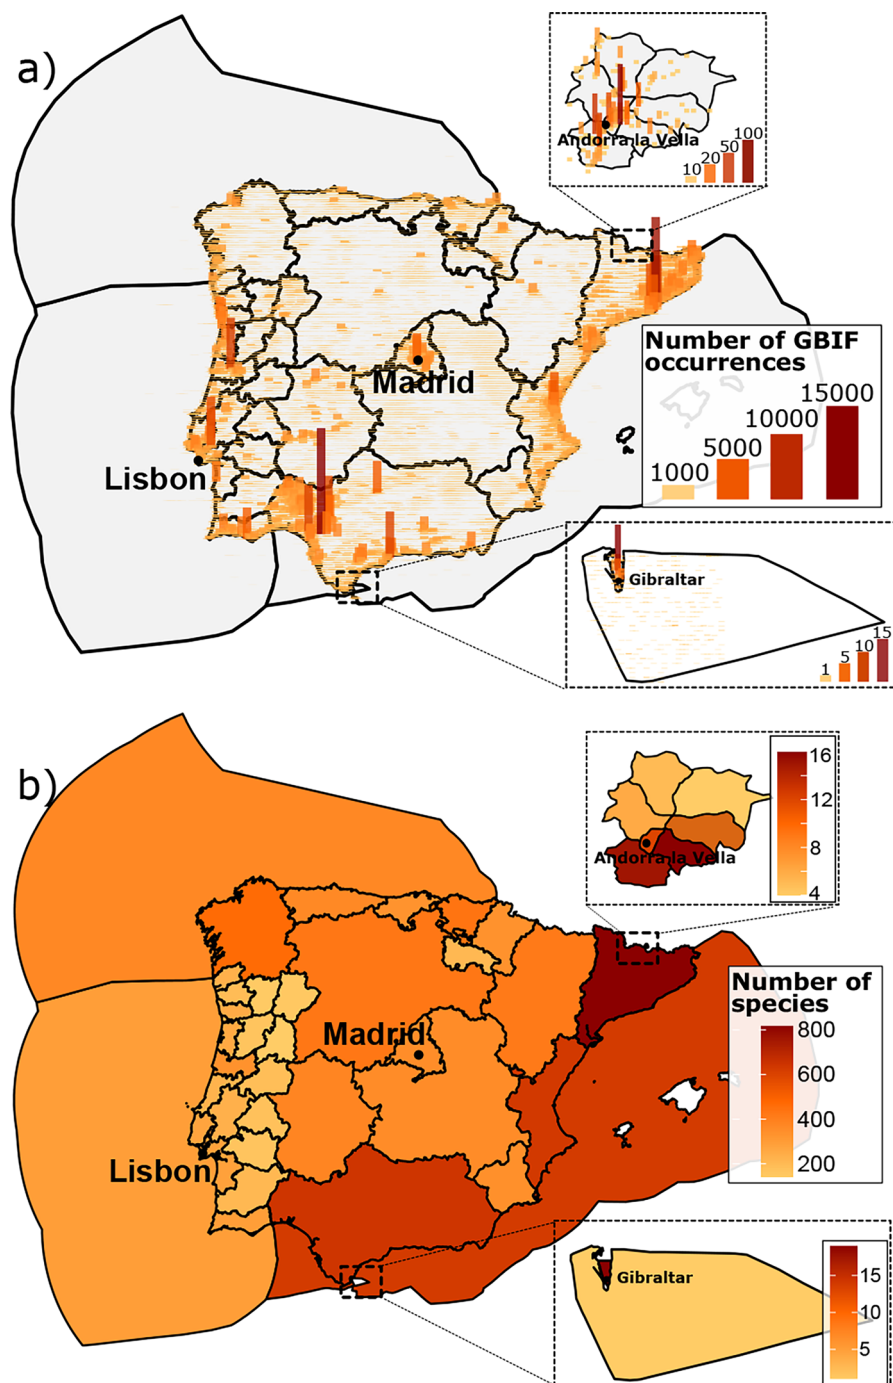 a)
Andorra la Vella
10 20 50 100
Number of GBIF
occurrences
1000 5000 10000 15000
Madrid
Lisbon
Gibraltar
1 5 10 15
b)
Andorra la Vella
16
12
8
4
Number of
species
800
600
400
200
Madrid
Lisbon
Gibraltar
15
10
5